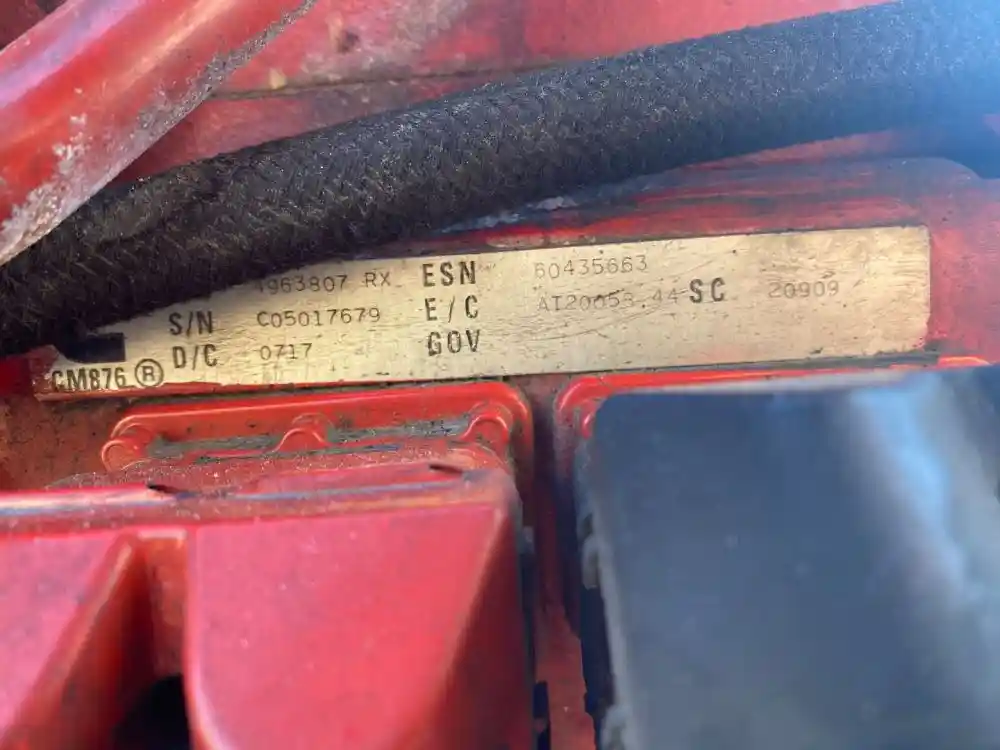 4963807 RX ESN 60435663
S/N C05017679 E/C AI20053.44 SC 20909
D/C 0717 GOV
CM876 ®